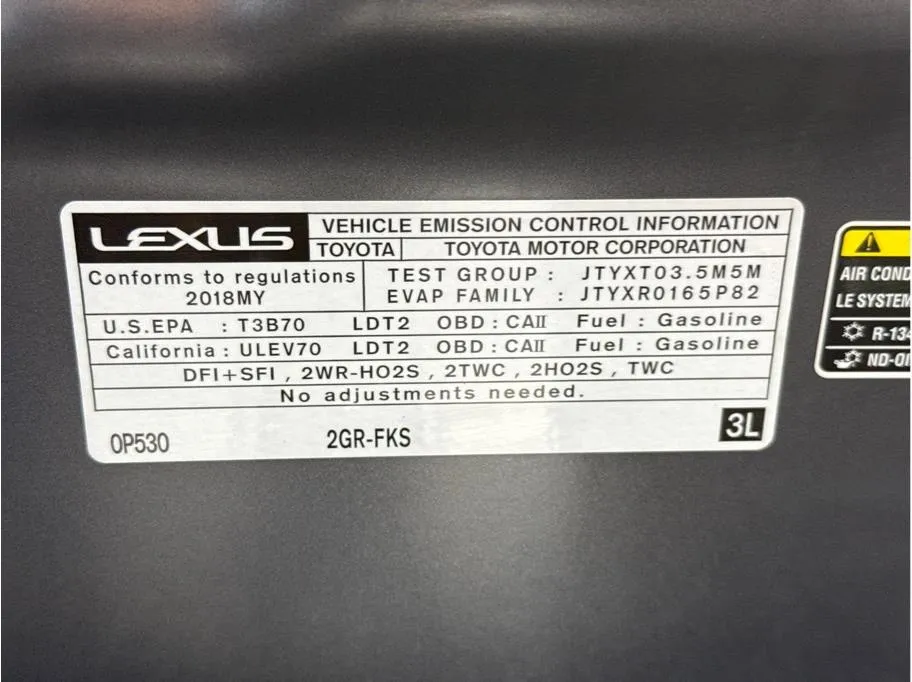 LEXUS
VEHICLE EMISSION CONTROL INFORMATION
TOYOTA TOYOTA MOTOR CORPORATION
Conforms to regulations
2018MY
TEST GROUP : JTYXT03.5M5M
EVAP FAMILY : JTYXR0165P82
U.S.EPA : T3B70 LDT2 OBD : CAII Fuel : Gasoline
California : ULEV70 LDT2 OBD : CAII Fuel : Gasoline
DFI+SFI , 2WR-HO2S , 2TWC , 2HO2S , TWC
No adjustments needed.
OP530 2GR-FKS 3L
AIR COND
LE SYSTEM
R-134
ND-OI